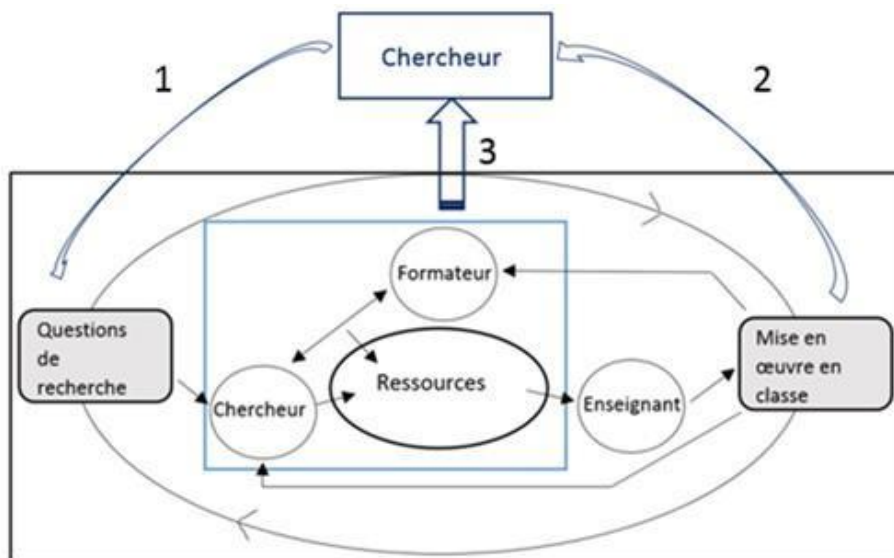 Chercheur
1
2
3
Formateur
Questions
de
recherche
Mise en
œuvre en
classe
Ressources
Chercheur
Enseignant